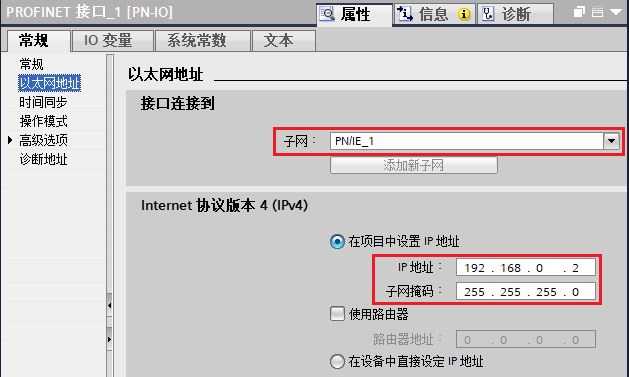 PROFINET 接口_1 [PN-IO]
属性 信息 诊断
常规 IO 变量 系统常数 文本
常规
以太网地址
时间同步
操作模式
高级选项
诊断地址
以太网地址
接口连接到
子网： PN/IE_1
添加新子网
Internet 协议版本 4 (IPv4)
在项目中设置 IP 地址
IP 地址： 192 . 168 . 0 . 2
子网掩码： 255 . 255 . 255 . 0
使用路由器
路由器地址： 0 . 0 . 0 . 0
在设备中直接设定 IP 地址